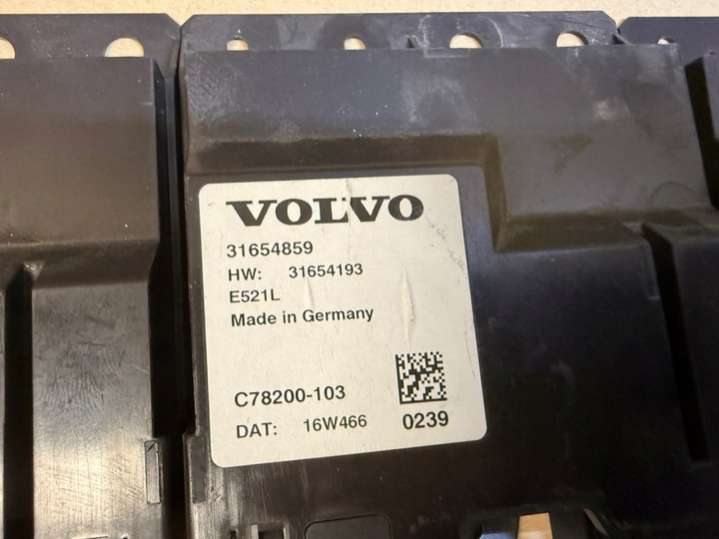 VOLVO
31654859
HW: 31654193
E521L
Made in Germany
C78200-103
DAT: 16W466 0239